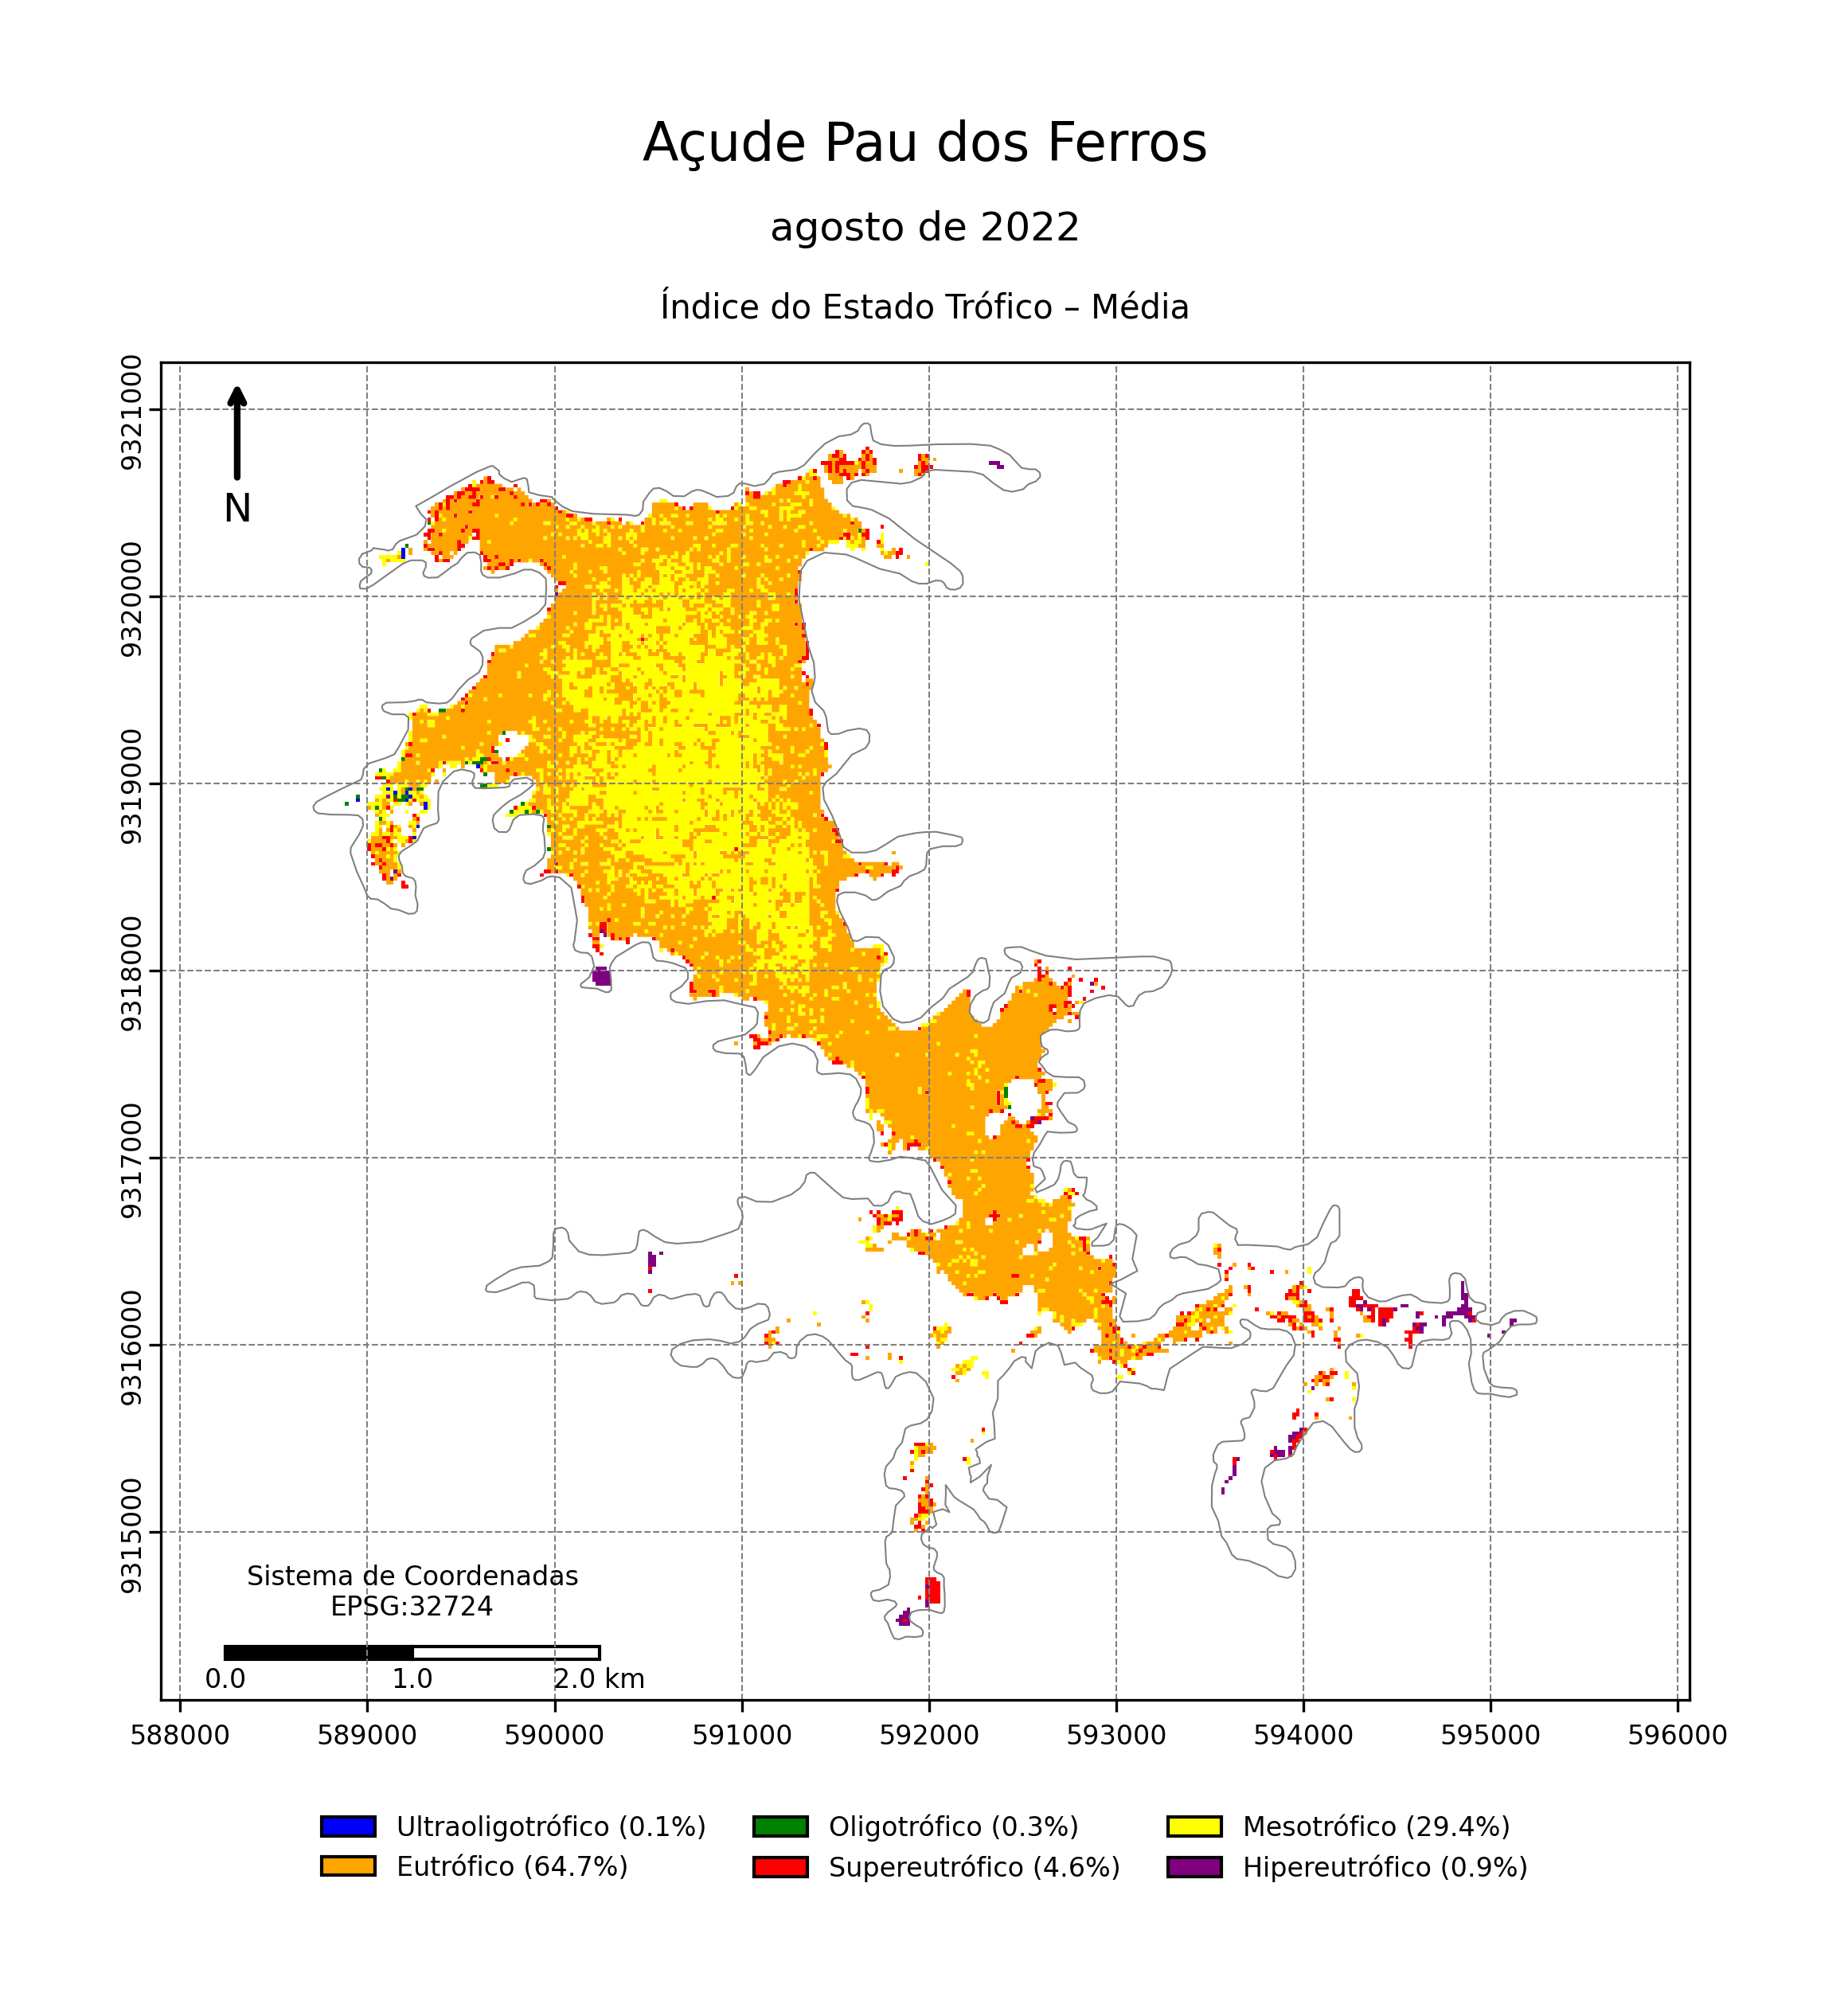 Açude Pau dos Ferros
agosto de 2022
Índice do Estado Trófico – Média
9321000
9320000
9319000
9318000
9317000
9316000
9315000
N
Sistema de Coordenadas
EPSG:32724
0.0 1.0 2.0 km
588000 589000 590000 591000 592000 593000 594000 595000 596000
Ultraoligotrófico (0.1%) Oligotrófico (0.3%) Mesotrófico (29.4%)
Eutrófico (64.7%) Supereutrófico (4.6%) Hipereutrófico (0.9%)